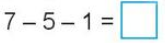 7 – 5 – 1 =